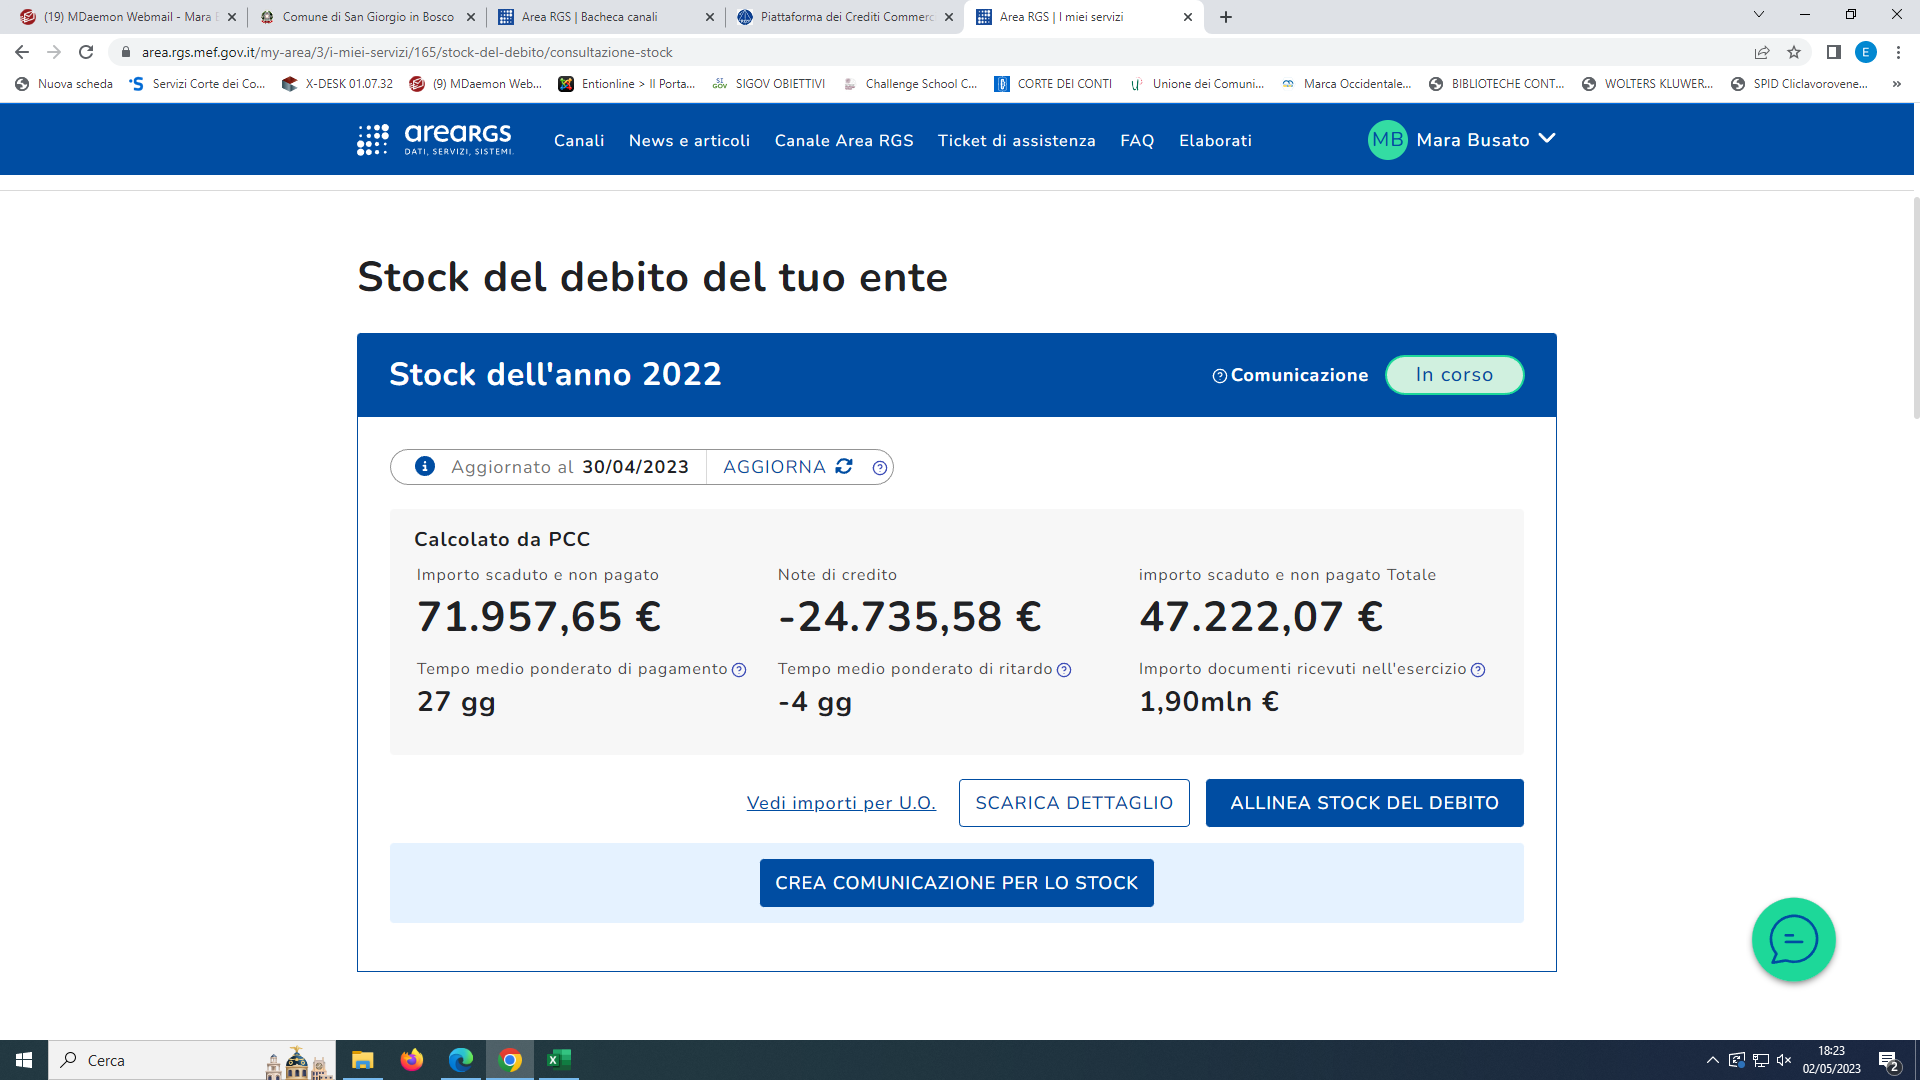 (19) MDaemon Webmail - Mara
Comune di San Giorgio in Bosco
Area RGS | Bacheca canali
Piattaforma dei Crediti Commerc
Area RGS | I miei servizi
area.rgs.mef.gov.it/my-area/3/i-miei-servizi/165/stock-del-debito/consultazione-stock
E
Nuova scheda
Servizi Corte dei Co...
X-DESK 01.07.32
(9) MDaemon Web...
Entionline > Il Porta...
SIGOV OBIETTIVI
Challenge School C...
CORTE DEI CONTI
Unione dei Comuni...
Marca Occidentale...
BIBLIOTECHE CONT...
WOLTERS KLUWER...
SPID Cliclavorovene...
»
areaRGS
DATI, SERVIZI, SISTEMI.
Canali
News e articoli
Canale Area RGS
Ticket di assistenza
FAQ
Elaborati
MB
Mara Busato
Stock del debito del tuo ente
Stock dell'anno 2022
Comunicazione
In corso
Aggiornato al 30/04/2023
AGGIORNA
Calcolato da PCC
Importo scaduto e non pagato
71.957,65 €
Note di credito
-24.735,58 €
importo scaduto e non pagato Totale
47.222,07 €
Tempo medio ponderato di pagamento
27 gg
Tempo medio ponderato di ritardo
-4 gg
Importo documenti ricevuti nell'esercizio
1,90mln €
Vedi importi per U.O.
SCARICA DETTAGLIO
ALLINEA STOCK DEL DEBITO
CREA COMUNICAZIONE PER LO STOCK
Cerca
18:23
02/05/2023
2